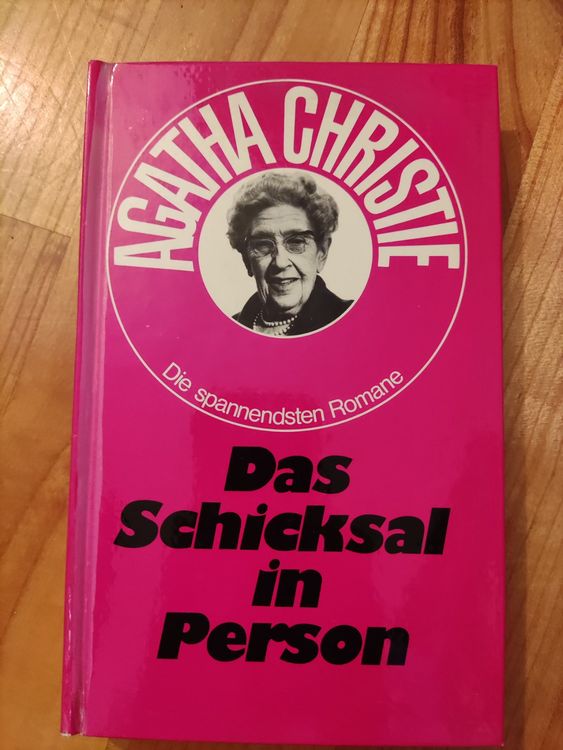 AGATHA CHRISTIE
Die spannendsten Romane
Das
Schicksal
in
Person